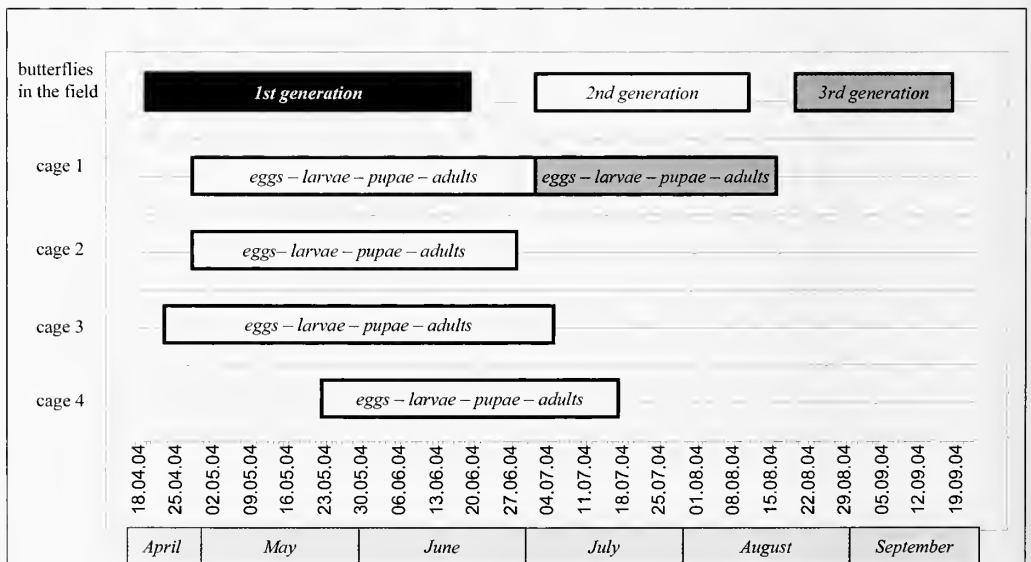 butterflies
in the field
1st generation
2nd generation
3rd generation
cage 1
eggs – larvae – pupae – adults
eggs – larvae – pupae – adults
cage 2
eggs– larvae – pupae – adults
cage 3
eggs – larvae – pupae – adults
cage 4
eggs – larvae – pupae – adults
18.04.04
25.04.04
02.05.04
09.05.04
16.05.04
23.05.04
30.05.04
06.06.04
13.06.04
20.06.04
27.06.04
04.07.04
11.07.04
18.07.04
25.07.04
01.08.04
08.08.04
15.08.04
22.08.04
29.08.04
05.09.04
12.09.04
19.09.04
April
May
June
July
August
September